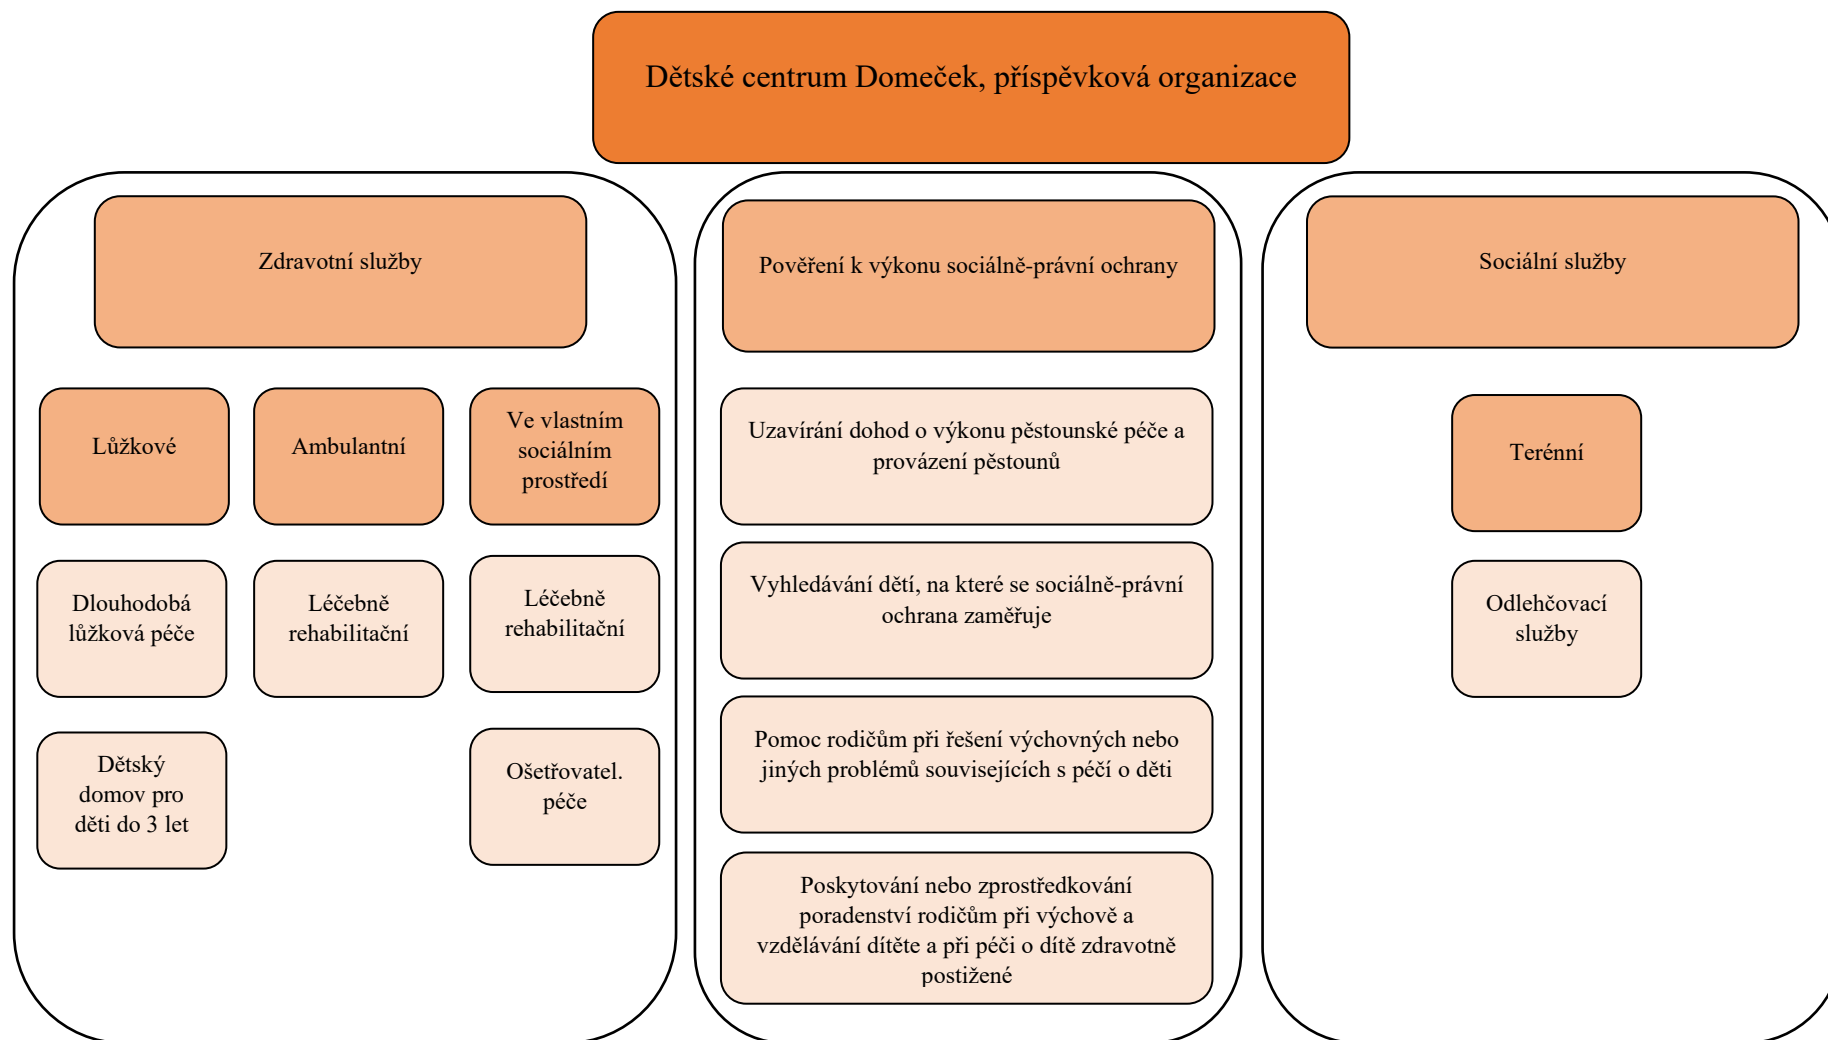 Dětské centrum Domeček, příspěvková organizace
Zdravotní služby
Lůžkové
Ambulantní
Ve vlastním
sociálním
prostředí
Dlouhodobá
lůžková péče
Léčebně
rehabilitační
Léčebně
rehabilitační
Dětský
domov pro
děti do 3 let
Ošetřovatel.
péče
Pověření k výkonu sociálně-právní ochrany
Uzavírání dohod o výkonu pěstounské péče a
provázení pěstounů
Vyhledávání dětí, na které se sociálně-právní
ochrana zaměřuje
Pomoc rodičům při řešení výchovných nebo
jiných problémů souvisejících s péčí o děti
Poskytování nebo zprostředkování
poradenství rodičům při výchově a
vzdělávání dítěte a při péči o dítě zdravotně
postižené
Sociální služby
Terénní
Odlehčovací
služby